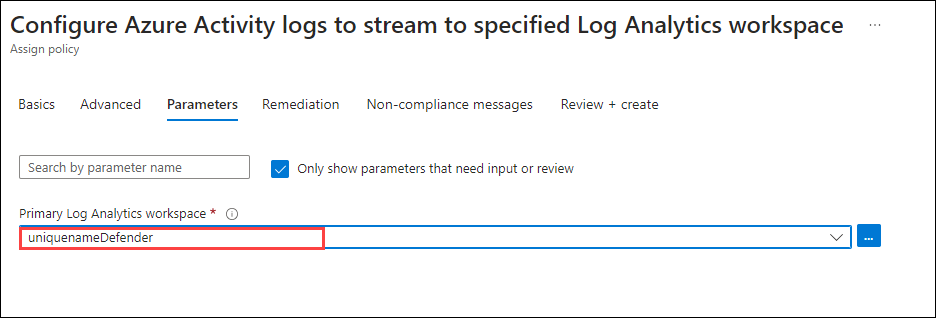 Configure Azure Activity logs to stream to specified Log Analytics workspace ...
Assign policy
Basics Advanced Parameters Remediation Non-compliance messages Review + create
Search by parameter name Only show parameters that need input or review
Primary Log Analytics workspace *
uniquenameDefender ...